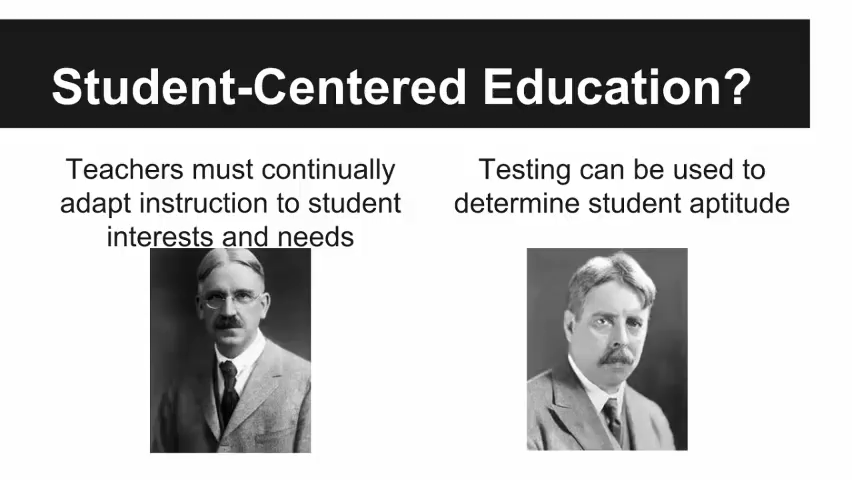 Student-Centered Education?
Teachers must continually
adapt instruction to student
interests and needs
Testing can be used to
determine student aptitude